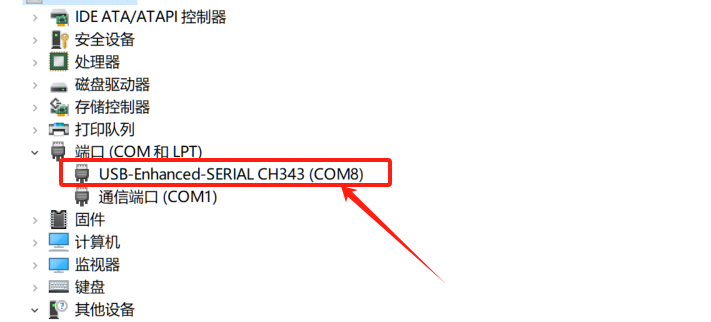 IDE ATA/ATAPI 控制器
安全设备
处理器
磁盘驱动器
存储控制器
打印队列
端口 (COM 和 LPT)
USB-Enhanced-SERIAL CH343 (COM8)
通信端口 (COM1)
固件
计算机
监视器
键盘
其他设备